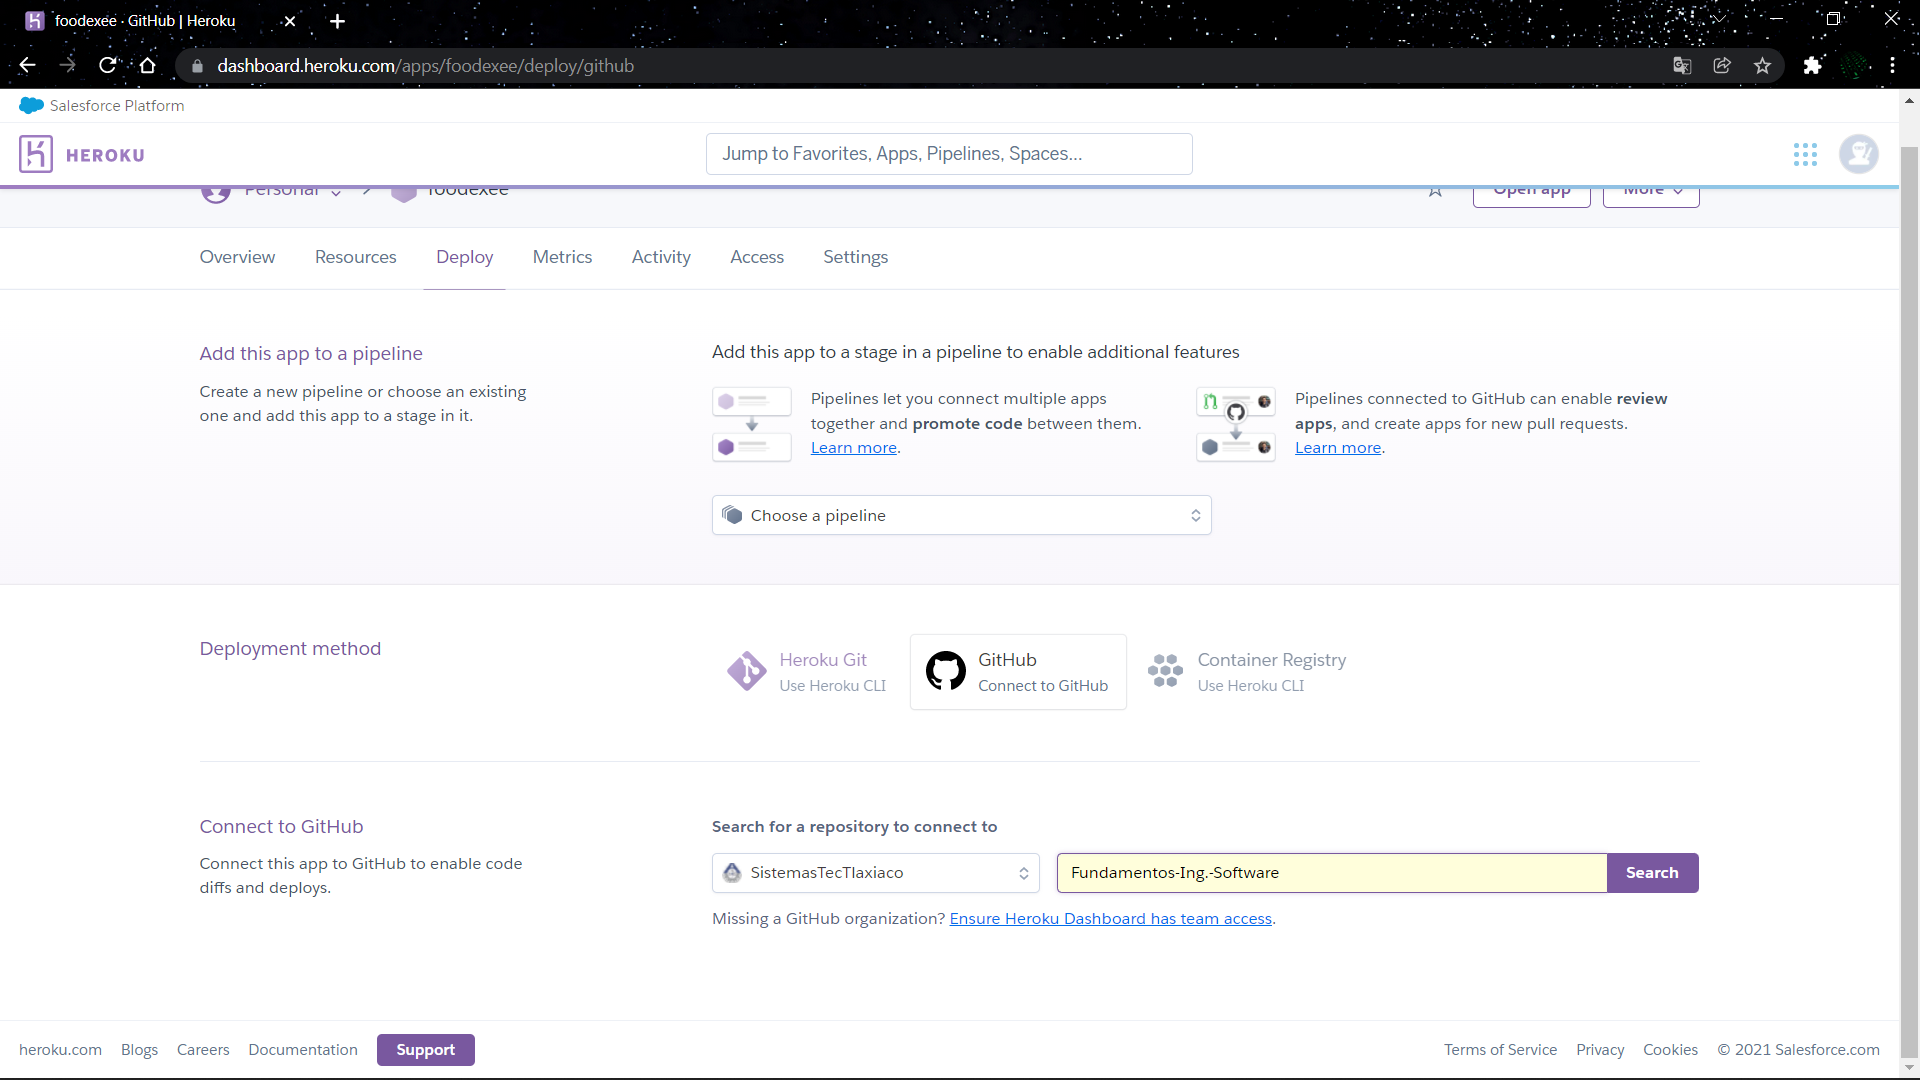 foodexee · GitHub | Heroku
dashboard.heroku.com/apps/foodexee/deploy/github
Salesforce Platform
HEROKU
Jump to Favorites, Apps, Pipelines, Spaces...
Personal
foodexee
Open app
More
Overview
Resources
Deploy
Metrics
Activity
Access
Settings
Add this app to a pipeline
Create a new pipeline or choose an existing
one and add this app to a stage in it.
Add this app to a stage in a pipeline to enable additional features
Pipelines let you connect multiple apps
together and promote code between them.
Learn more.
Pipelines connected to GitHub can enable review
apps, and create apps for new pull requests.
Learn more.
Choose a pipeline
Deployment method
Heroku Git
Use Heroku CLI
GitHub
Connect to GitHub
Container Registry
Use Heroku CLI
Connect to GitHub
Connect this app to GitHub to enable code
diffs and deploys.
Search for a repository to connect to
SistemasTecTlaxiaco
Fundamentos-Ing.-Software
Search
Missing a GitHub organization? Ensure Heroku Dashboard has team access.
heroku.com
Blogs
Careers
Documentation
Support
Terms of Service
Privacy
Cookies
© 2021 Salesforce.com